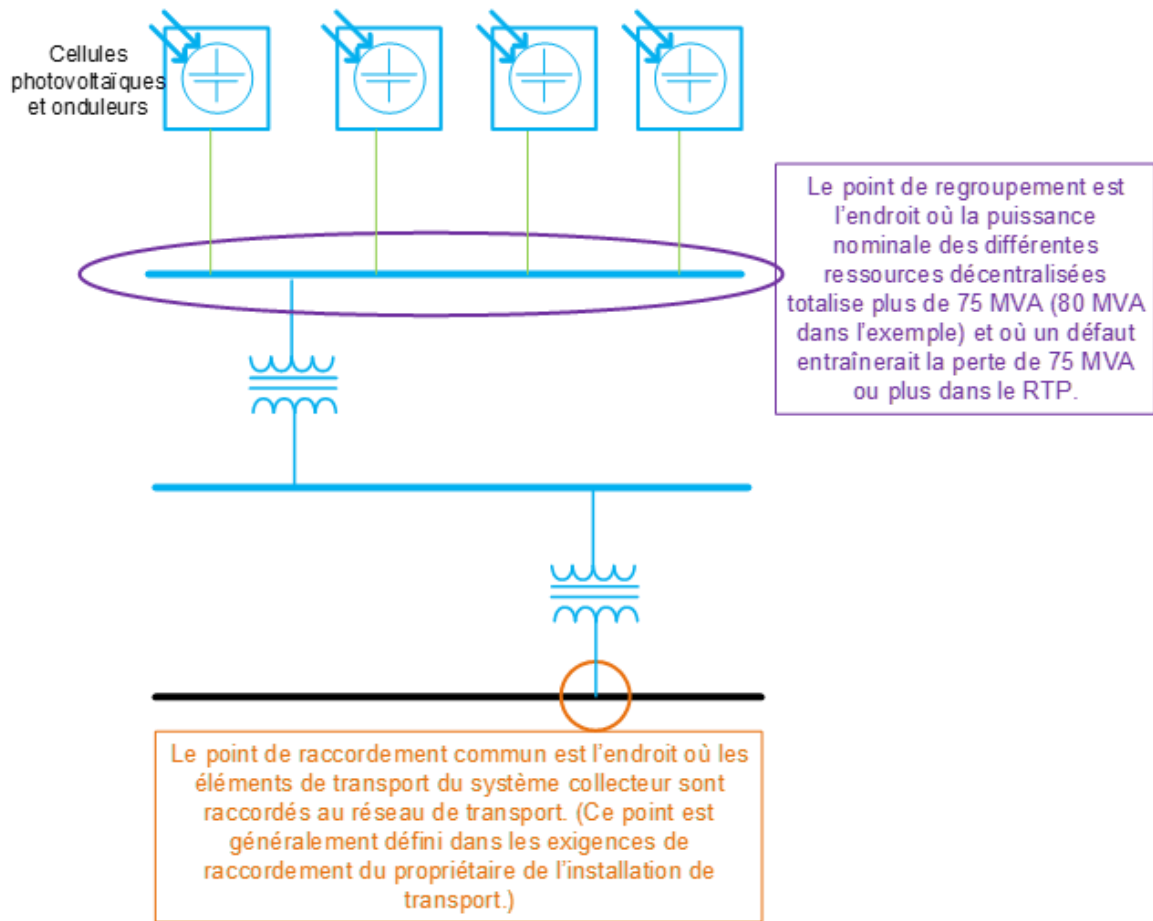 Cellules
photovoltaïques
et onduleurs
Le point de regroupement est
l'endroit où la puissance
nominale des différentes
ressources décentralisées
totalise plus de 75 MVA (80 MVA
dans l'exemple) et où un défaut
entraînerait la perte de 75 MVA
ou plus dans le RTP.
Le point de raccordement commun est l'endroit où les
éléments de transport du système collecteur sont
raccordés au réseau de transport. (Ce point est
généralement défini dans les exigences de
raccordement du propriétaire de l'installation de
transport.)